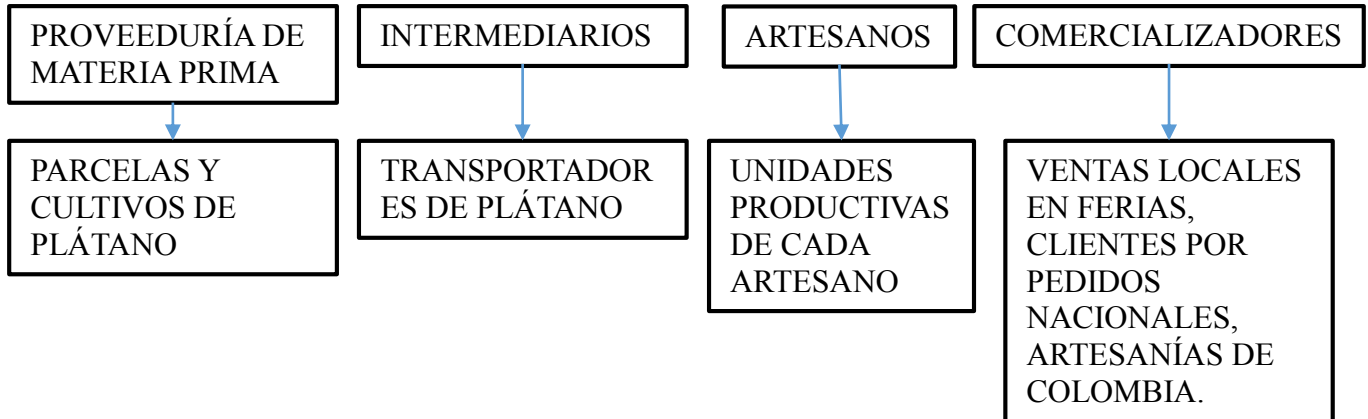 PROVEEDURÍA DE
MATERIA PRIMA
INTERMEDIARIOS
ARTESANOS
COMERCIALIZADORES
PARCELAS Y
CULTIVOS DE
PLÁTANO
TRANSPORTADOR
ES DE PLÁTANO
UNIDADES
PRODUCTIVAS
DE CADA
ARTESANO
VENTAS LOCALES
EN FERIAS,
CLIENTES POR
PEDIDOS
NACIONALES,
ARTESANÍAS DE
COLOMBIA.